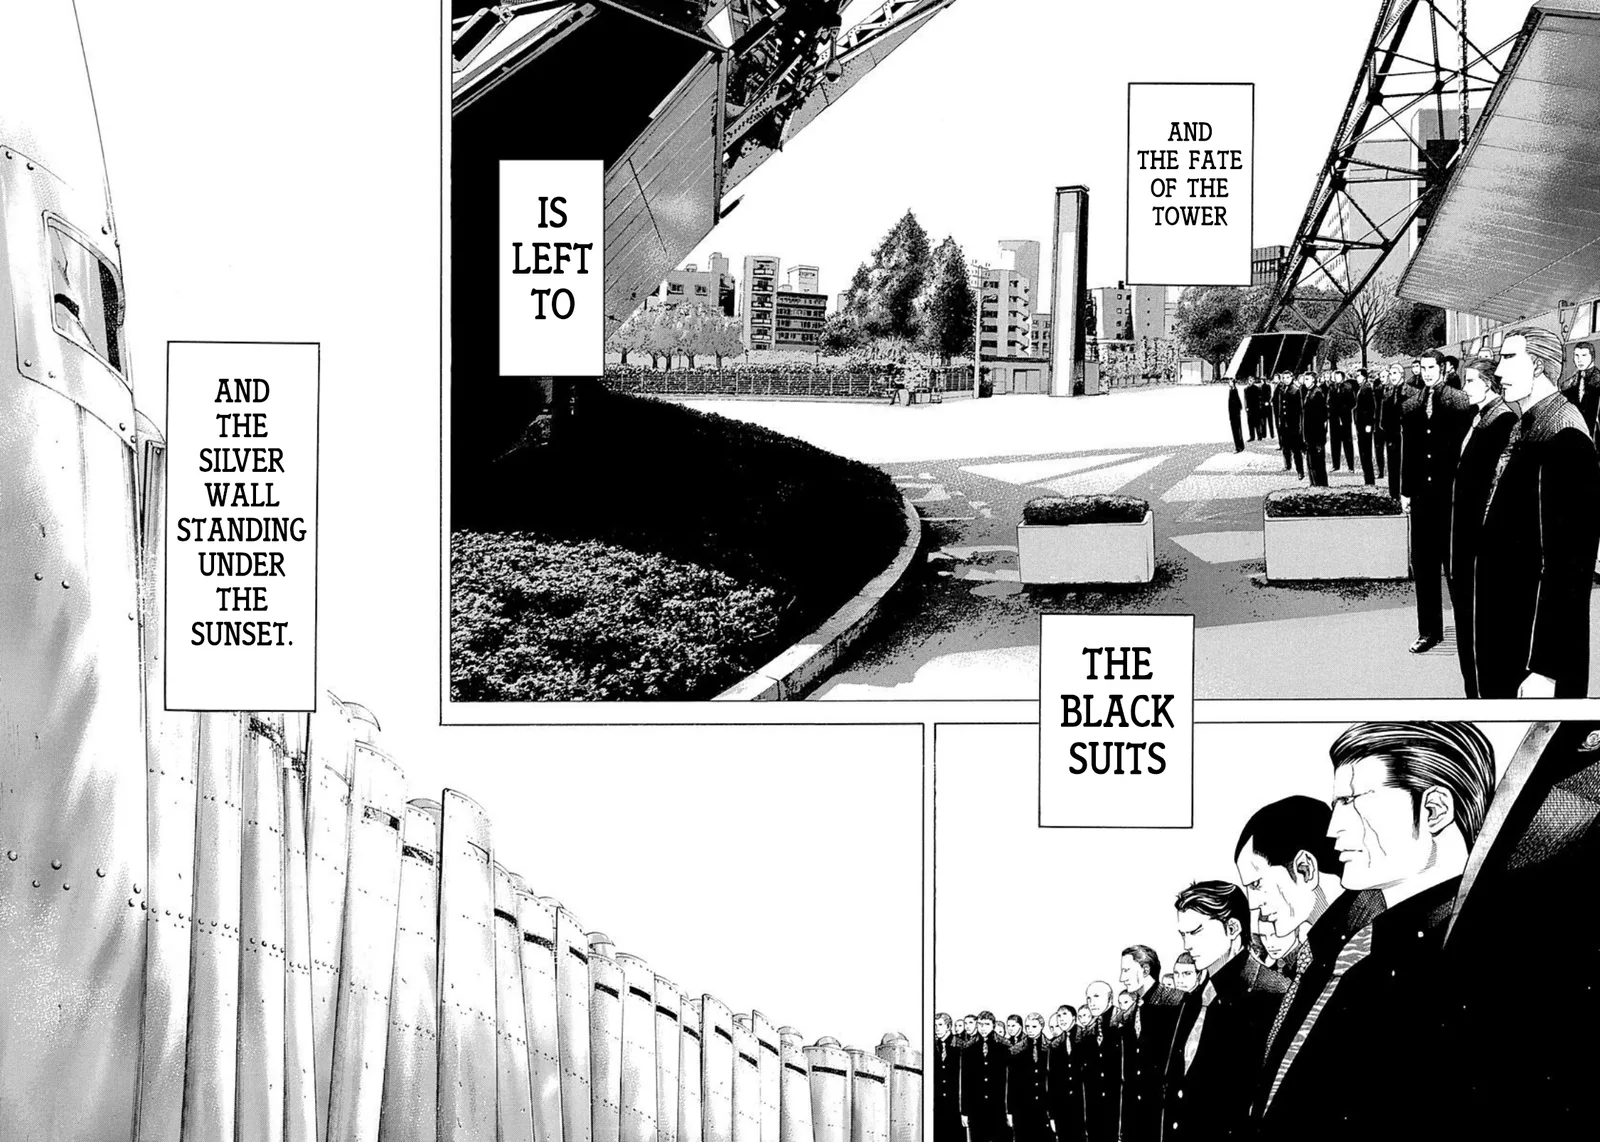 AND
THE FATE
OF THE
TOWER
IS
LEFT
TO
THE
BLACK
SUITS
AND
THE
SILVER
WALL
STANDING
UNDER
THE
SUNSET.